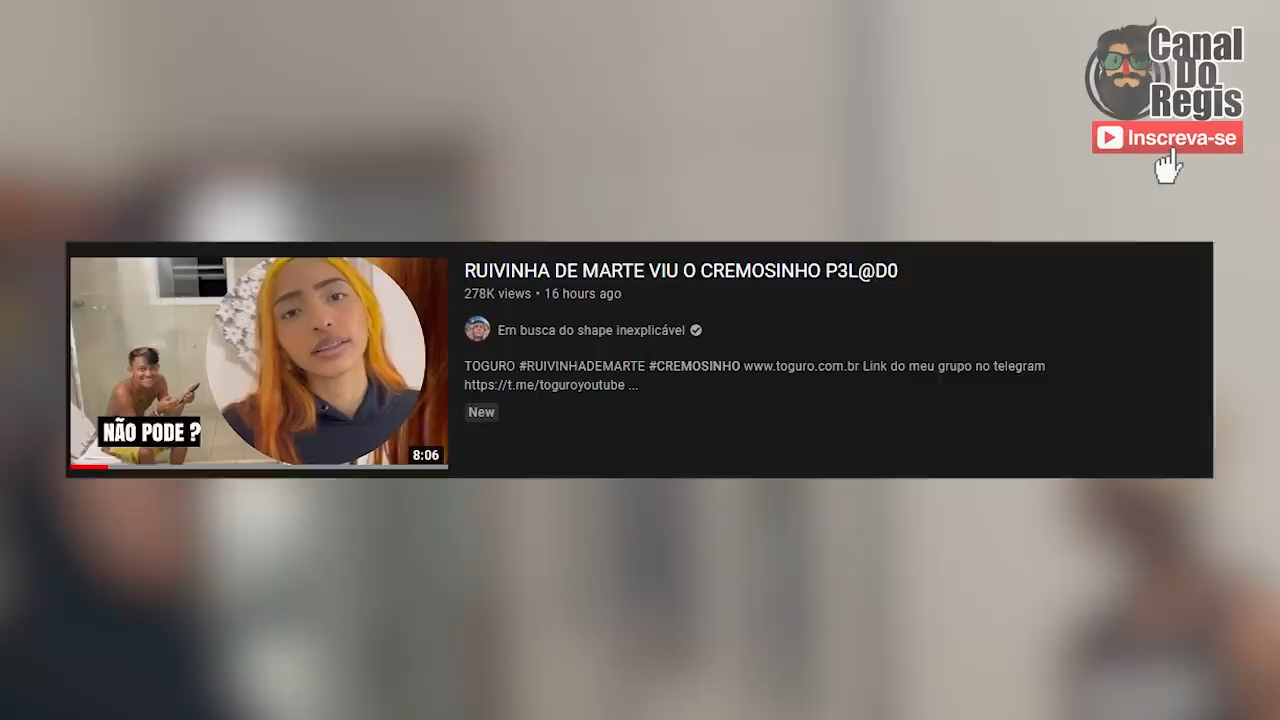 Canal
Do
Regis
Inscreva-se
RUIVINHA DE MARTE VIU O CREMOSINHO P3L@D0
278K views • 16 hours ago
Em busca do shape inexplicável
TOGURO #RUIVINHADEMARTE #CREMOSINHO www.toguro.com.br Link do meu grupo no telegram
https://t.me/toguroyoutube ...
New
NÃO PODE ?
8:06